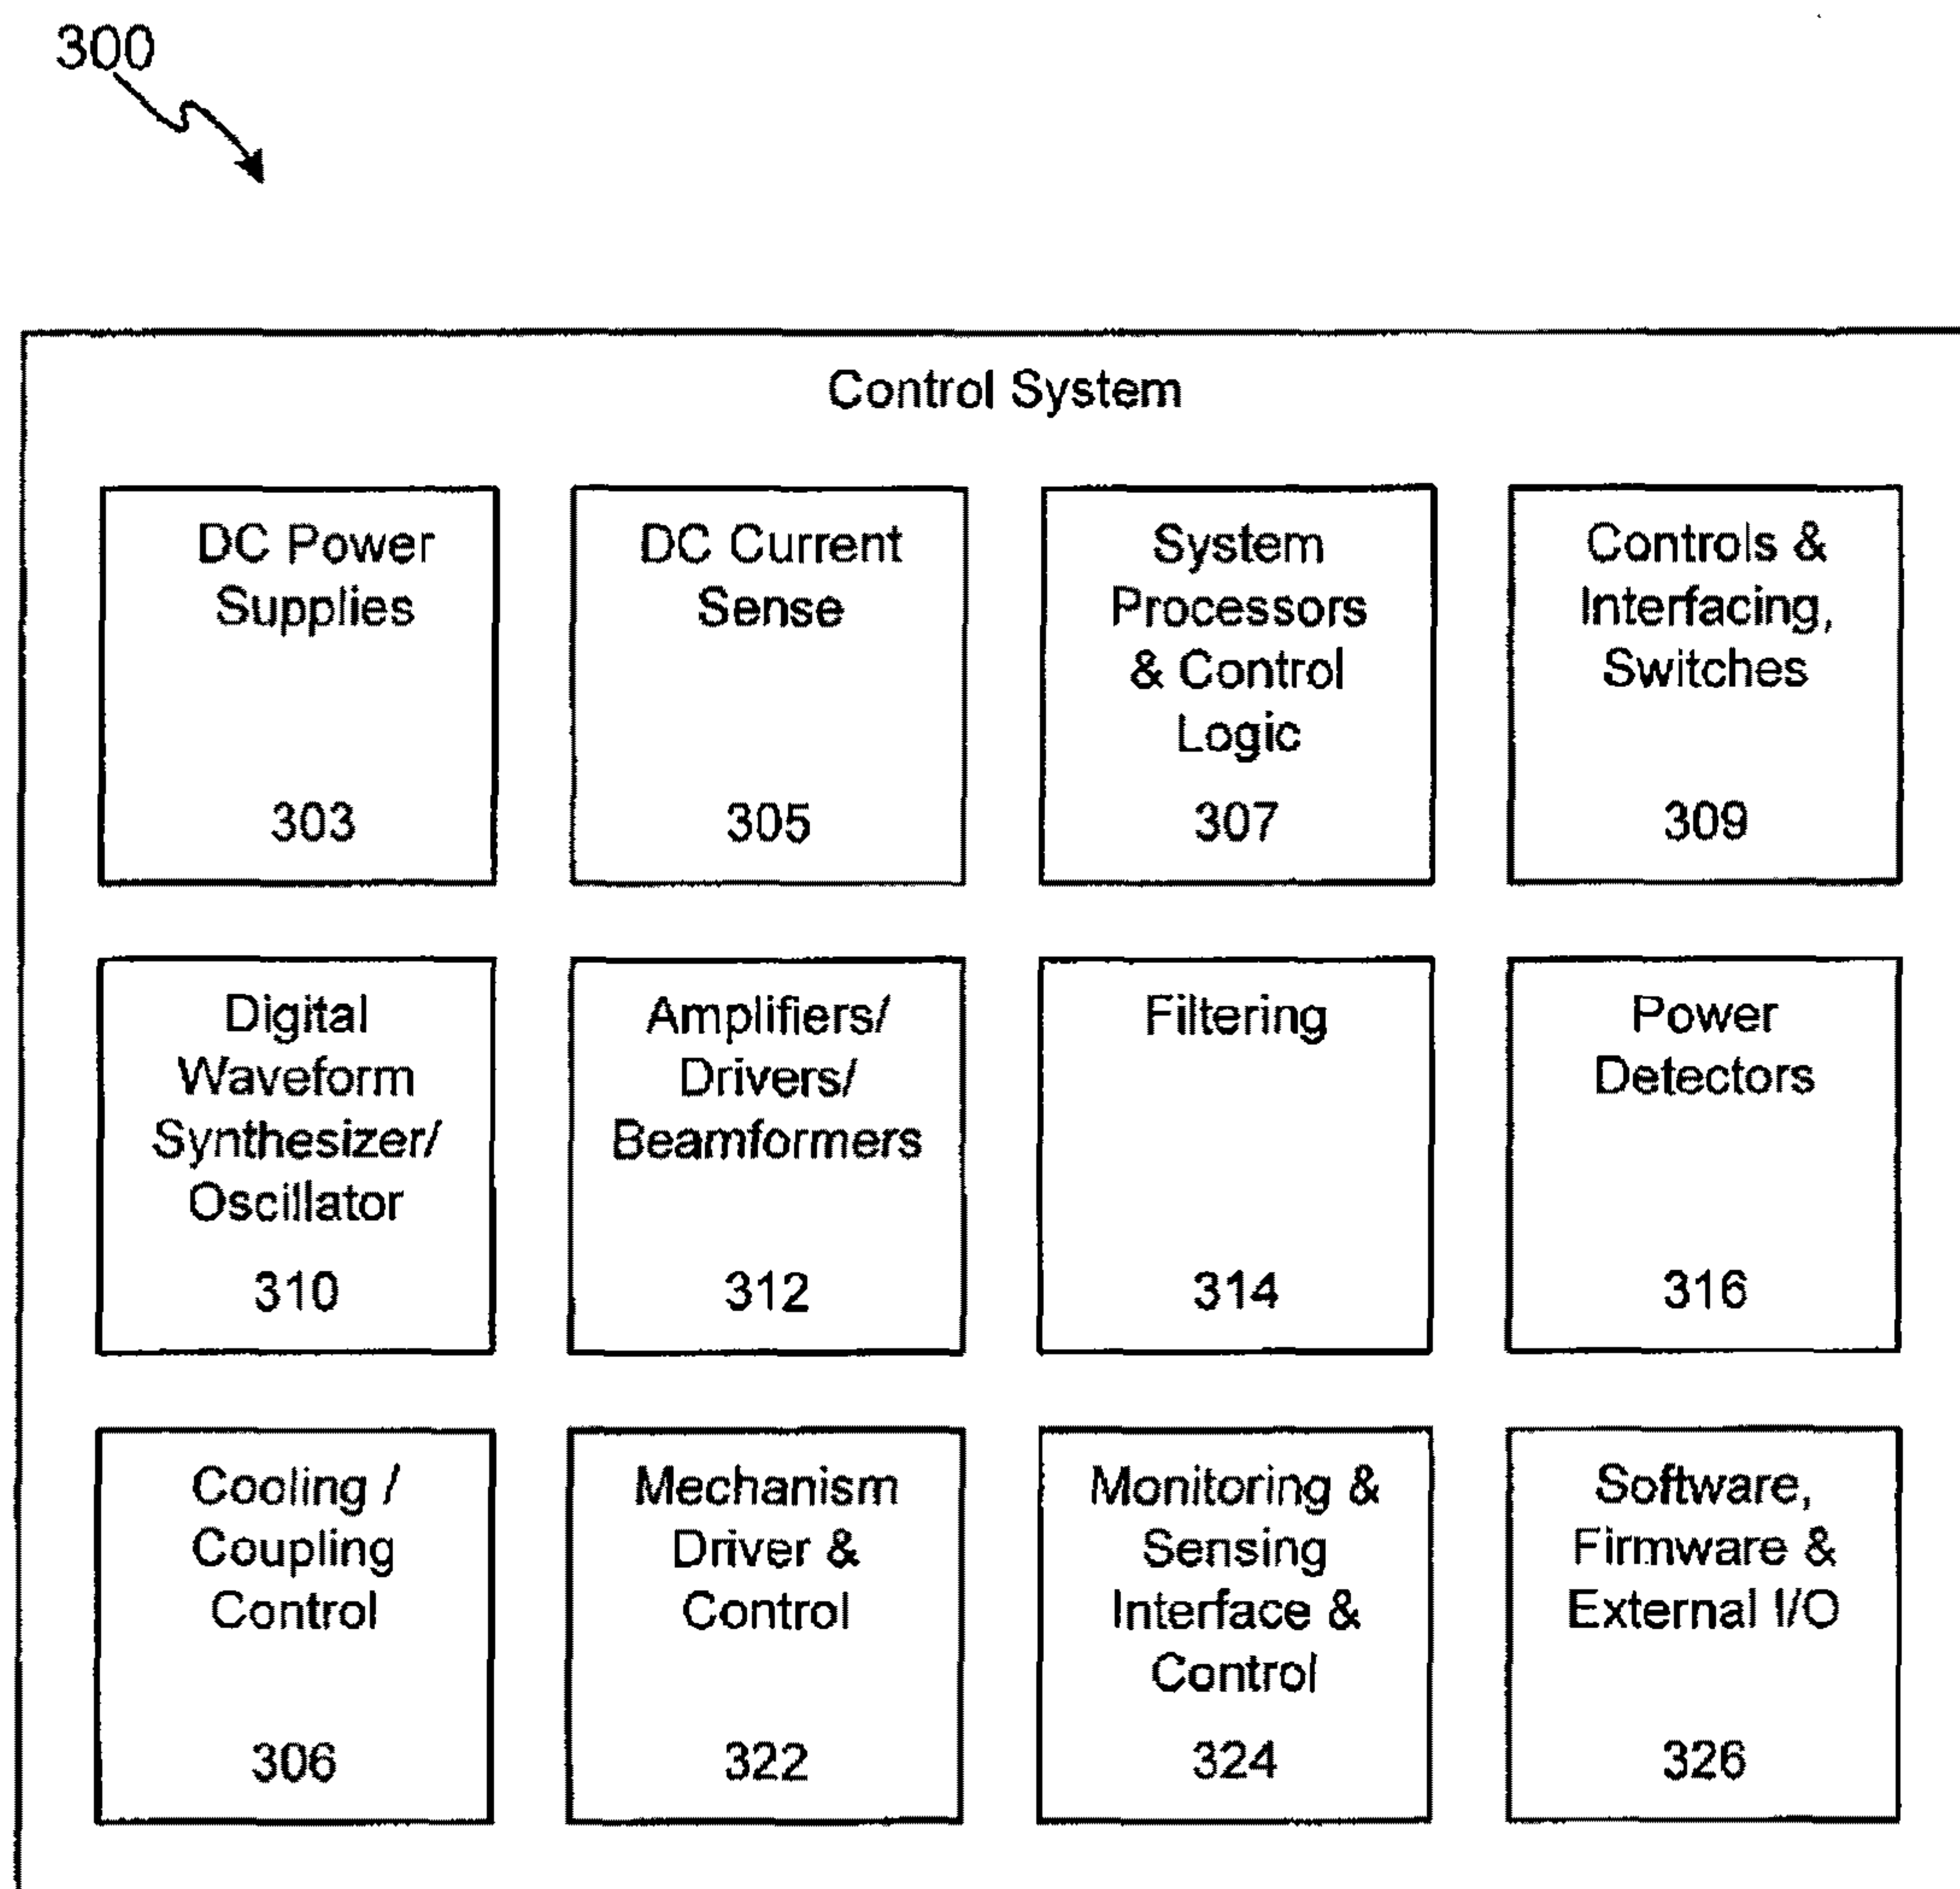 300
Control System
DC Power
Supplies
303
DC Current
Sense
305
System
Processors
& Control
Logic
307
Controls &
Interfacing,
Switches
309
Digital
Waveform
Synthesizer/
Oscillator
310
Amplifiers/
Drivers/
Beamformers
312
Filtering
314
Power
Detectors
316
Cooling /
Coupling
Control
306
Mechanism
Driver &
Control
322
Monitoring &
Sensing
Interface &
Control
324
Software,
Firmware &
External I/O
326